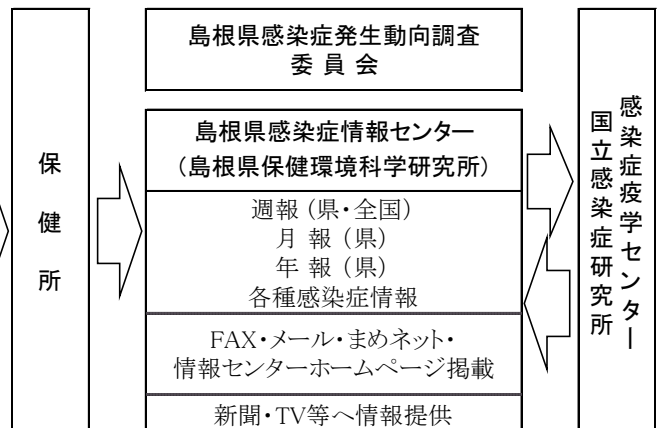 保健所
島根県感染症発生動向調査
委員会
島根県感染症情報センター
（島根県保健環境科学研究所）
週報（県・全国）
月報（県）
年報（県）
各種感染症情報
FAX・メール・まめネット・
情報センターホームページ掲載
新聞・TV等へ情報提供
感染症疫学センター
国立感染症研究所